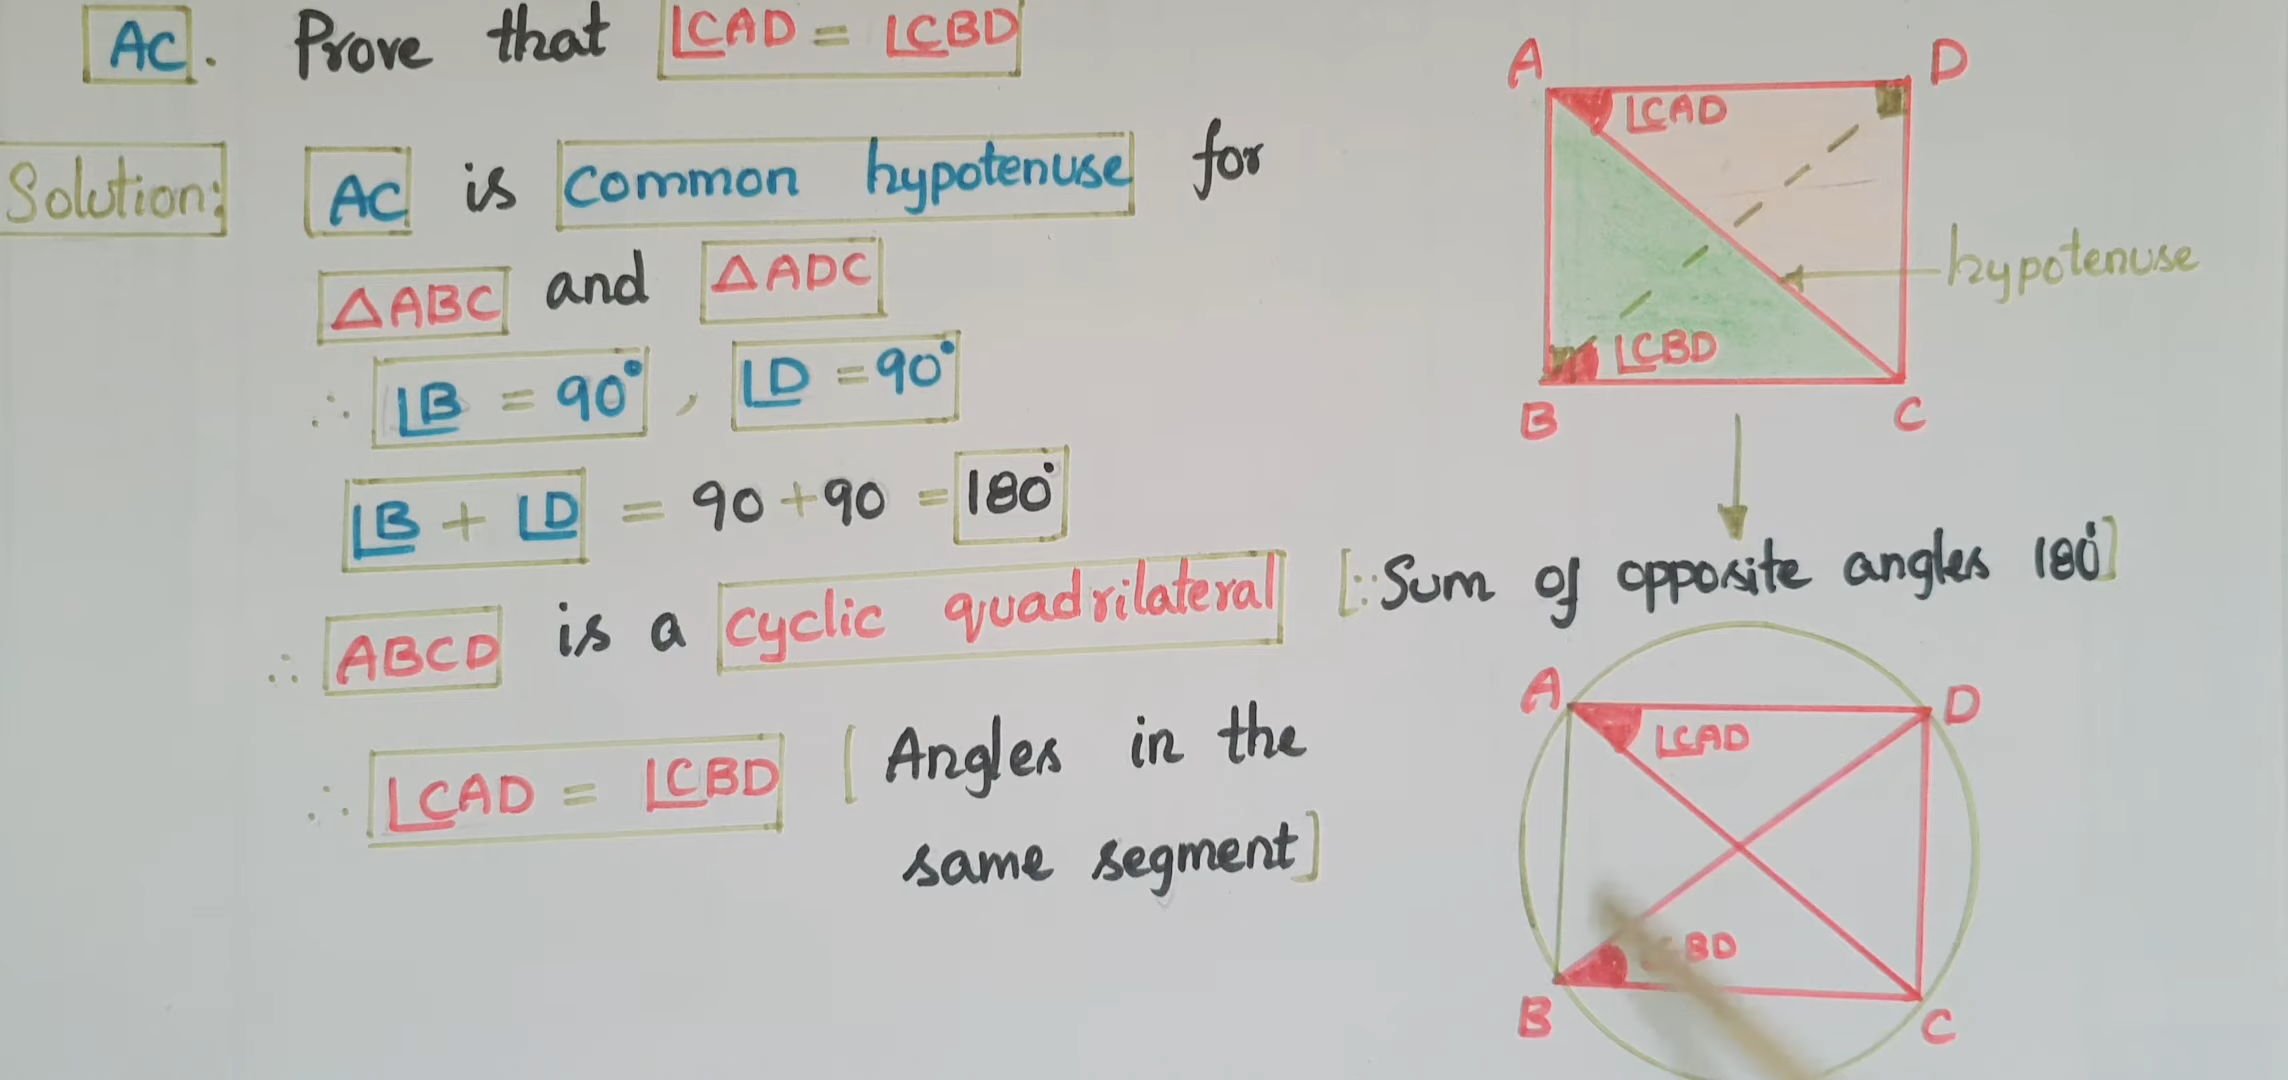 AC. Prove that ∠CAD = ∠CBD
Solution: AC is common hypotenuse for
△ABC and △ADC
∴ ∠B = 90°, ∠D = 90°
∠B + ∠D = 90 + 90 = 180°
∴ ABCD is a cyclic quadrilateral [∵ Sum of opposite angles 180°]
∴ ∠CAD = ∠CBD [Angles in the
same segment]
A
D
∠CAD
hypotenuse
∠CBD
B
C
A
D
∠CAD
BD
B
C